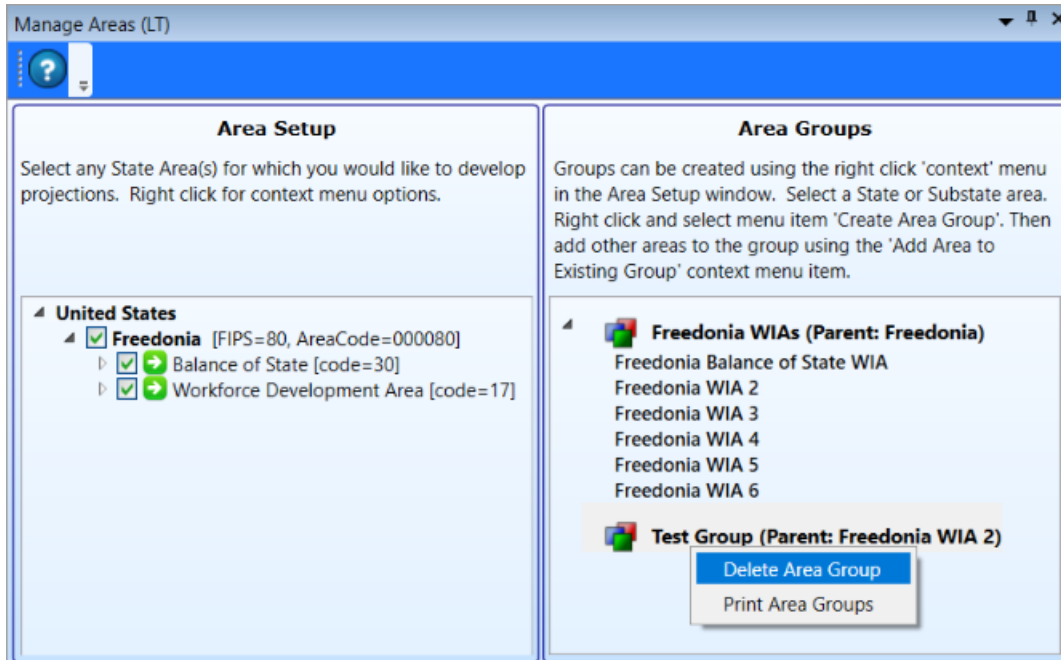 Manage Areas (LT)
?
Area Setup
Select any State Area(s) for which you would like to develop
projections.  Right click for context menu options.
United States
Freedonia [FIPS=80, AreaCode=000080]
Balance of State [code=30]
Workforce Development Area [code=17]
Area Groups
Groups can be created using the right click 'context' menu
in the Area Setup window.  Select a State or Substate area.
Right click and select menu item 'Create Area Group'. Then
add other areas to the group using the 'Add Area to
Existing Group' context menu item.
Freedonia WIAs (Parent: Freedonia)
Freedonia Balance of State WIA
Freedonia WIA 2
Freedonia WIA 3
Freedonia WIA 4
Freedonia WIA 5
Freedonia WIA 6
Test Group (Parent: Freedonia WIA 2)
Delete Area Group
Print Area Groups